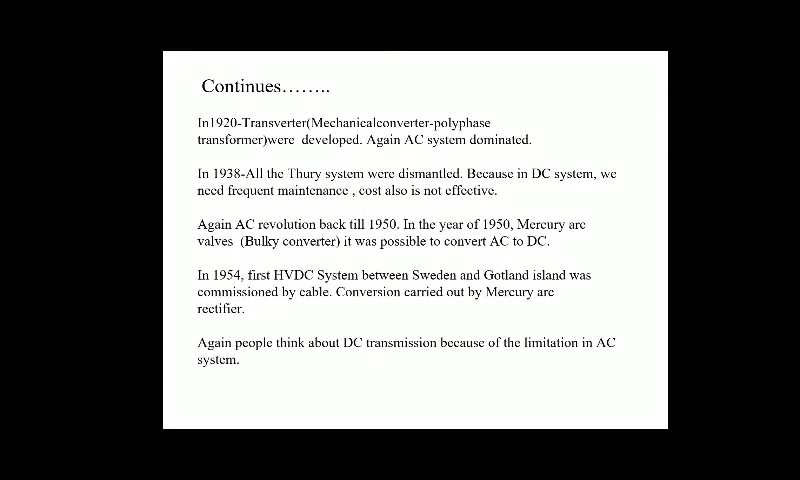 Continues……..
In1920-Transverter(Mechanicalconverter-polyphase
transformer)were developed. Again AC system dominated.
In 1938-All the Thury system were dismantled. Because in DC system, we
need frequent maintenance , cost also is not effective.
Again AC revolution back till 1950. In the year of 1950, Mercury arc
valves (Bulky converter) it was possible to convert AC to DC.
In 1954, first HVDC System between Sweden and Gotland island was
commissioned by cable. Conversion carried out by Mercury arc
rectifier.
Again people think about DC transmission because of the limitation in AC
system.